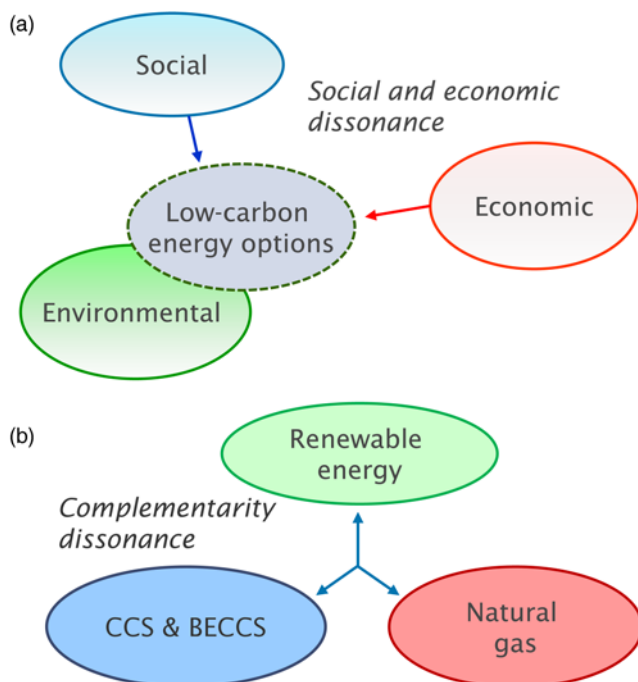 (a)
Social
Social and economic
dissonance
Low-carbon
energy options
Economic
Environmental
(b)
Renewable
energy
Complementarity
dissonance
CCS & BECCS
Natural
gas